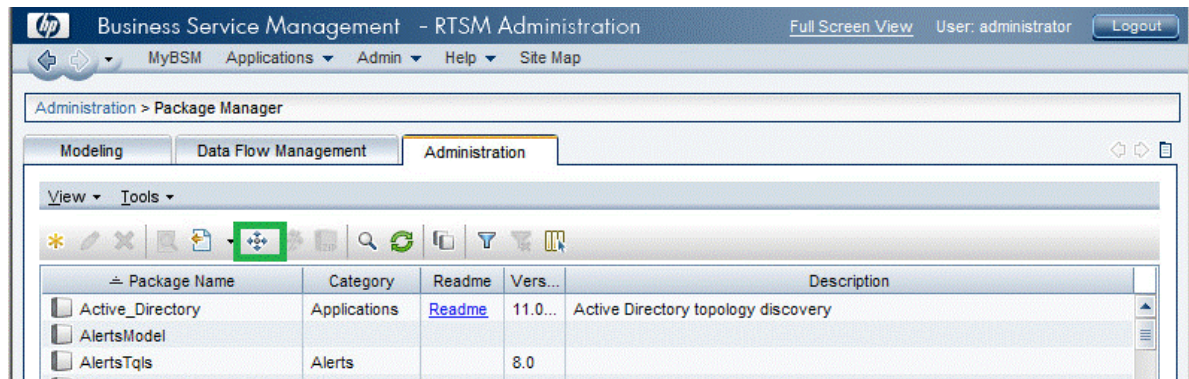 hp Business Service Management - RTSM Administration Full Screen View User: administrator Logout
MyBSM Applications Admin Help Site Map
Administration > Package Manager
Modeling Data Flow Management Administration
View Tools
Package Name Category Readme Vers... Description
Active_Directory Applications Readme 11.0... Active Directory topology discovery
AlertsModel
AlertsTqls Alerts 8.0